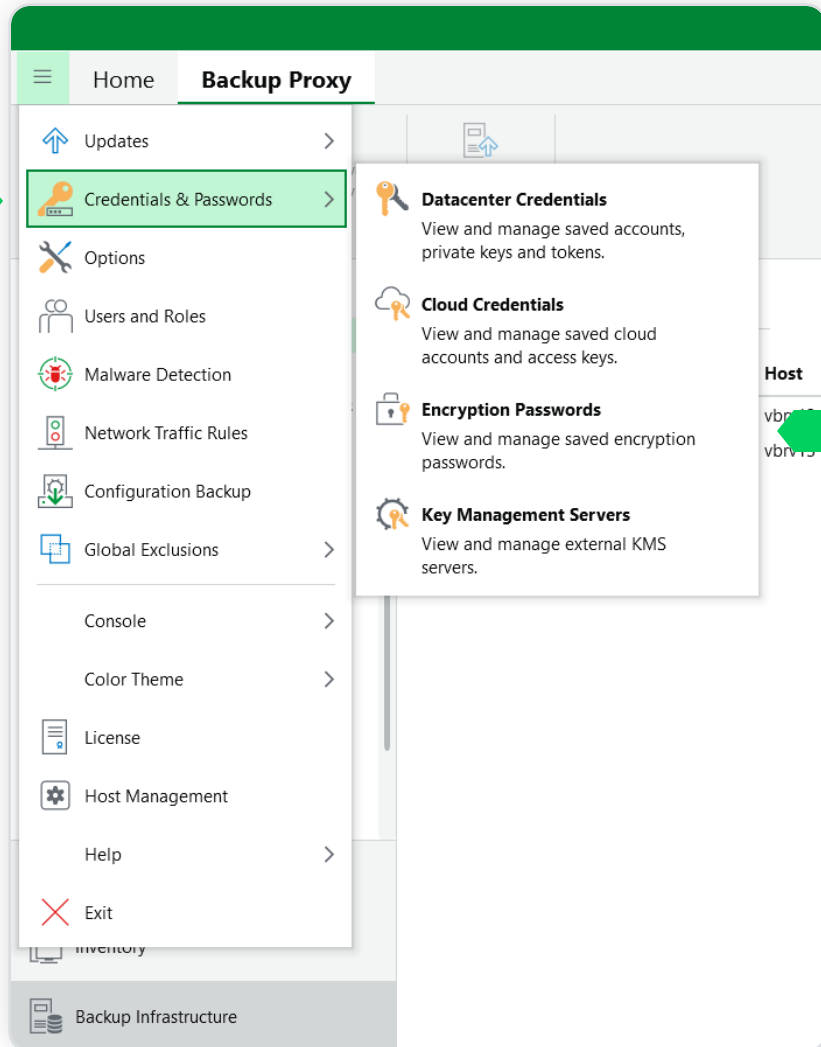 Home
Backup Proxy
Updates
Credentials & Passwords
Options
Users and Roles
Malware Detection
Network Traffic Rules
Configuration Backup
Global Exclusions
Console
Color Theme
License
Host Management
Help
Exit
Datacenter Credentials
View and manage saved accounts,
private keys and tokens.
Cloud Credentials
View and manage saved cloud
accounts and access keys.
Encryption Passwords
View and manage saved encryption
passwords.
Key Management Servers
View and manage external KMS
servers.
Host
Inventory
Backup Infrastructure